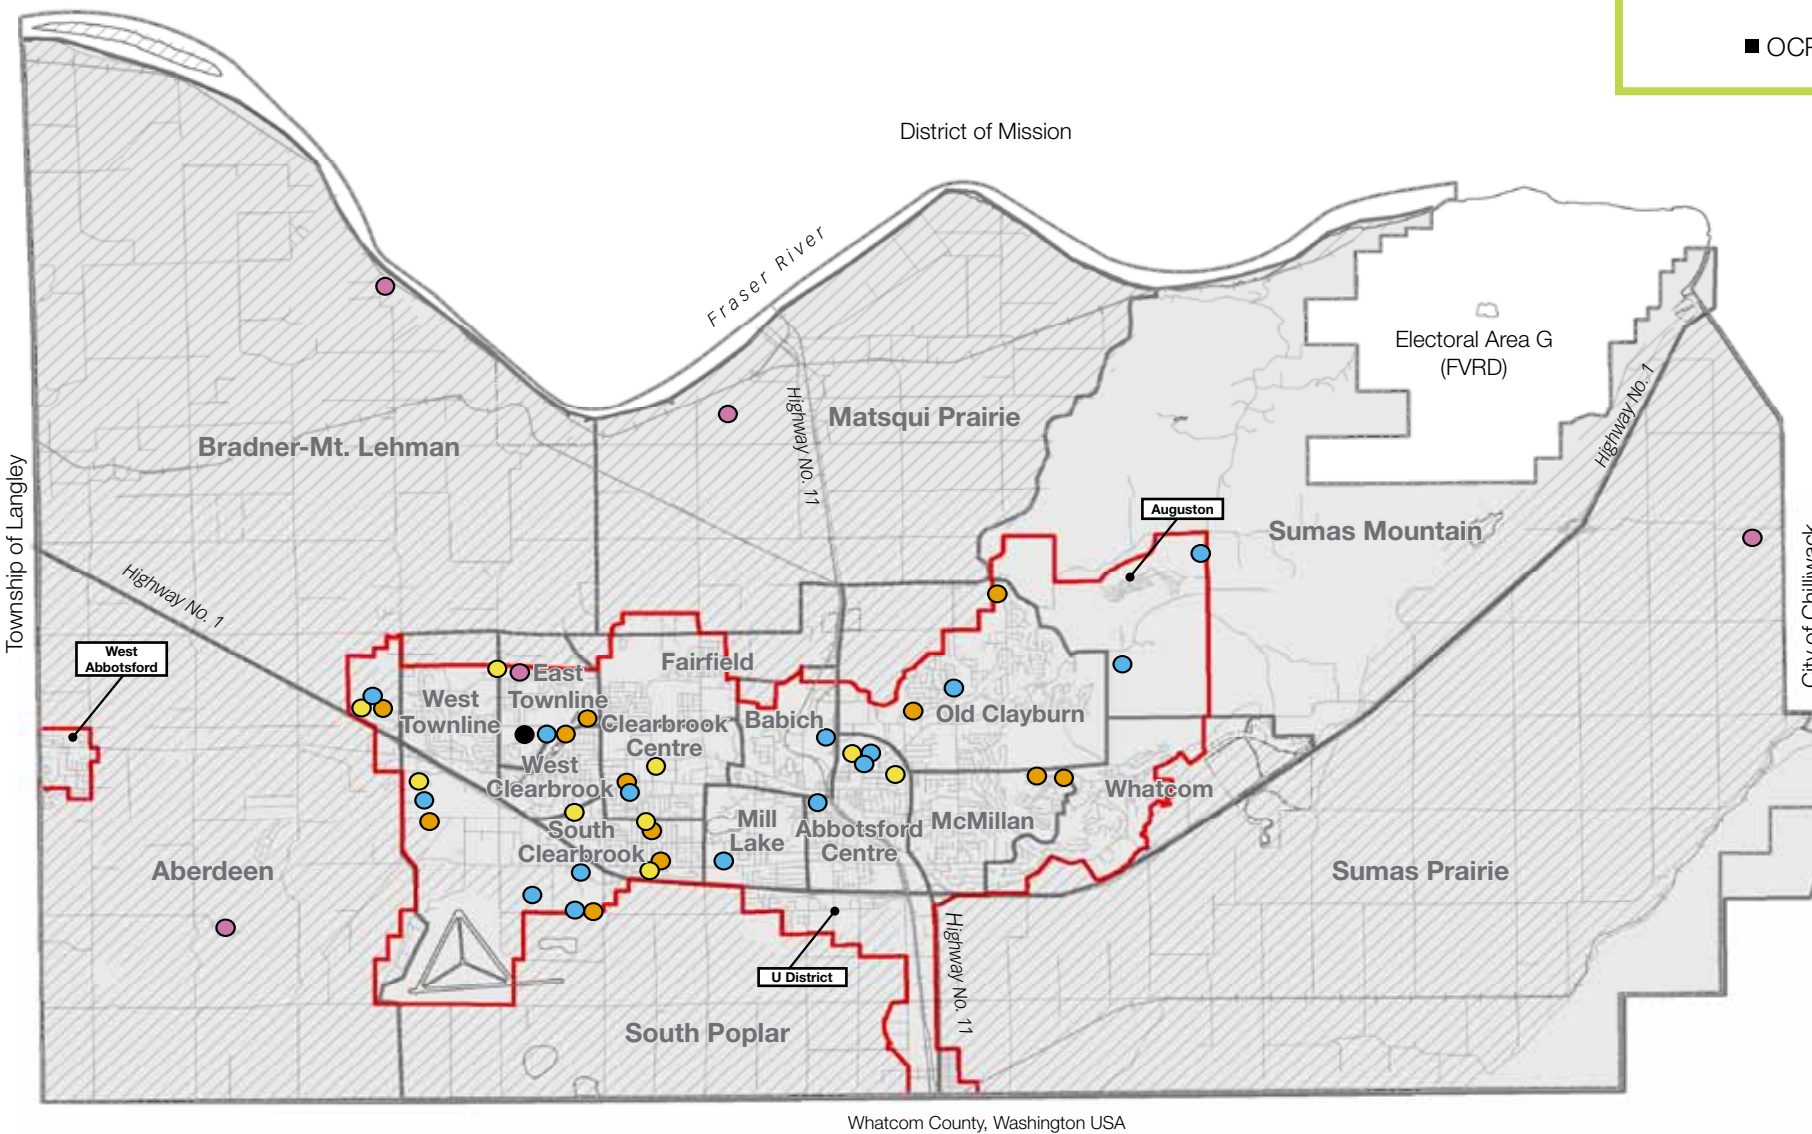 ■ OCP
District of Mission
Fraser River
Electoral Area G
(FVRD)
Highway No. 1
Highway No. 11
Matsqui Prairie
Bradner-Mt. Lehman
Township of Langley
Auguston
Sumas Mountain
City of Chilliwack
Highway No. 1
West
Abbotsford
Fairfield
East
Townline
West
Townline
Clearbrook
Centre
Babich
Old Clayburn
West
Clearbrook
Whatcom
South
Clearbrook
Mill
Lake
Abbotsford
Centre
McMillan
Aberdeen
Sumas Prairie
U District
Highway No. 11
South Poplar
Whatcom County, Washington USA